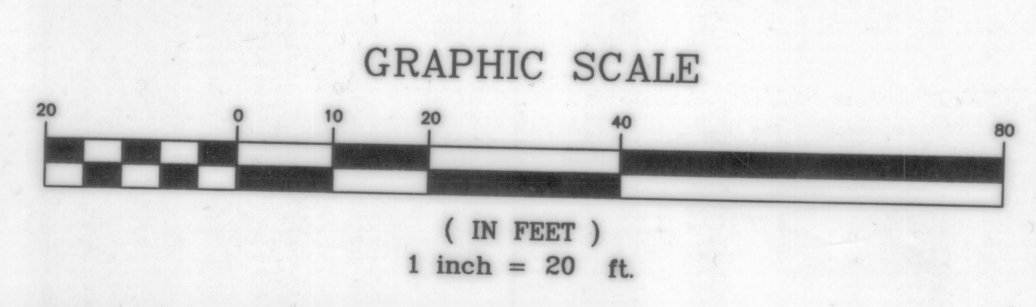 GRAPHIC SCALE
20 0 10 20 40 80
( IN FEET )
1 inch = 20 ft.